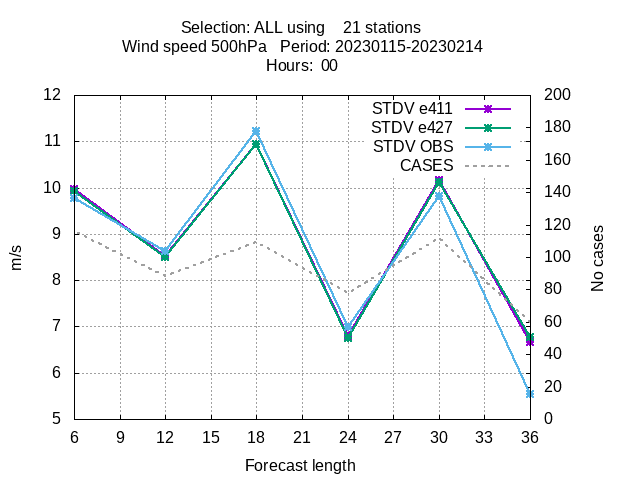 Selection: ALL using 21 stations
Wind speed 500hPa Period: 20230115-20230214
Hours: 00
STDV e411
STDV e427
STDV OBS
CASES
12
11
10
9
8
7
6
5
m/s
200
180
160
140
120
100
80
60
40
20
0
No cases
6 9 12 15 18 21 24 27 30 33 36
Forecast length